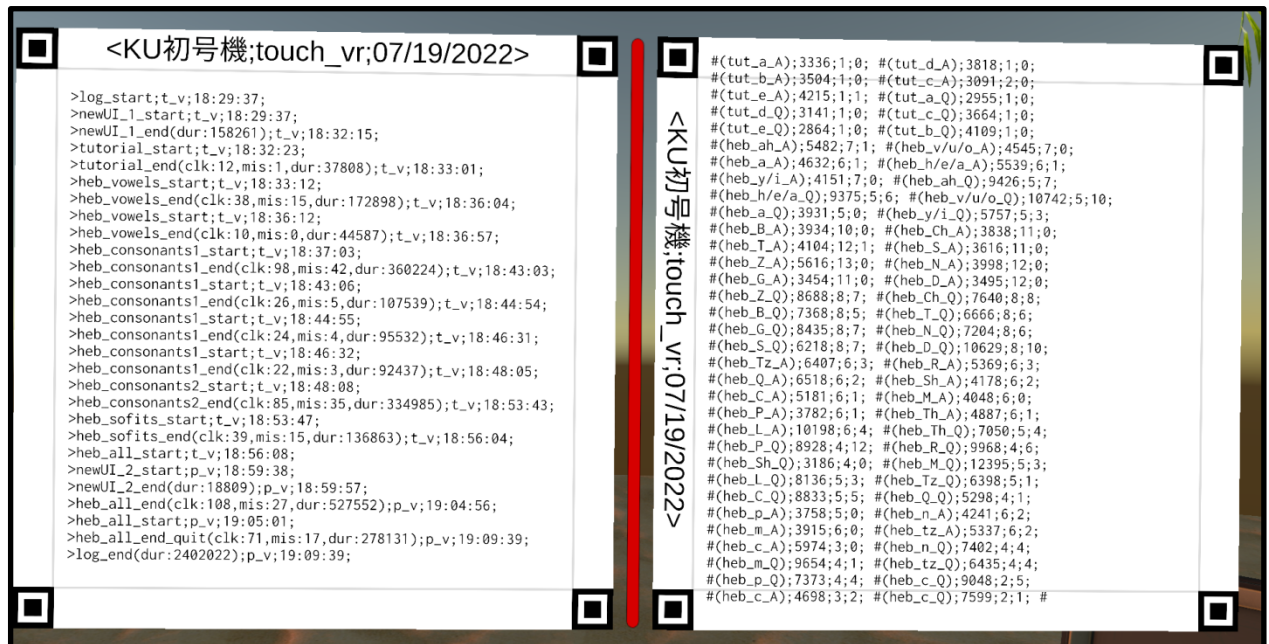 <KU初号機;touch_vr;07/19/2022>
>log_start;t_v;18:29:37;
>newUI_1_start;t_v;18:29:37;
>newUI_1_end(dur:158261);t_v;18:32:15;
>tutorial_start;t_v;18:32:23;
>tutorial_end(clk:12,mis:1,dur:37808);t_v;18:33:01;
>heb_vowels_start;t_v;18:33:12;
>heb_vowels_end(clk:38,mis:15,dur:172898);t_v;18:36:04;
>heb_vowels_start;t_v;18:36:12;
>heb_vowels_end(clk:10,mis:0,dur:44587);t_v;18:36:57;
>heb_consonants1_start;t_v;18:37:03;
>heb_consonants1_end(clk:98,mis:42,dur:360224);t_v;18:43:03;
>heb_consonants1_start;t_v;18:43:06;
>heb_consonants1_end(clk:26,mis:5,dur:107539);t_v;18:44:54;
>heb_consonants1_start;t_v;18:44:55;
>heb_consonants1_end(clk:24,mis:4,dur:95532);t_v;18:46:31;
>heb_consonants1_start;t_v;18:46:32;
>heb_consonants1_end(clk:22,mis:3,dur:92437);t_v;18:48:05;
>heb_consonants2_start;t_v;18:48:08;
>heb_consonants2_end(clk:85,mis:35,dur:334985);t_v;18:53:43;
>heb_sofits_start;t_v;18:53:47;
>heb_sofits_end(clk:39,mis:15,dur:136863);t_v;18:56:04;
>heb_all_start;t_v;18:56:08;
>newUI_2_start;p_v;18:59:38;
>newUI_2_end(dur:18809);p_v;18:59:57;
>heb_all_end(clk:108,mis:27,dur:527552);p_v;19:04:56;
>heb_all_start;p_v;19:05:01;
>heb_all_end_quit(clk:71,mis:17,dur:278131);p_v;19:09:39;
>log_end(dur:2402022);p_v;19:09:39;
<KU初号機;touch_vr;07/19/2022>
#(tut_a_A);3336;1;0; #(tut_d_A);3818;1;0;
#(tut_b_A);3504;1;0; #(tut_c_A);3091;2;0;
#(tut_e_A);4215;1;1; #(tut_a_Q);2955;1;0;
#(tut_d_Q);3141;1;0; #(tut_c_Q);3664;1;0;
#(tut_e_Q);2864;1;0; #(tut_b_Q);4109;1;0;
#(heb_ah_A);5482;7;1; #(heb_v/u/o_A);4545;7;0;
#(heb_a_A);4632;6;1; #(heb_h/e/a_A);5539;6;1;
#(heb_y/i_A);4151;7;0; #(heb_ah_Q);9426;5;7;
#(heb_h/e/a_Q);9375;5;6; #(heb_v/u/o_Q);10742;5;10;
#(heb_a_Q);3931;5;0; #(heb_y/i_Q);5757;5;3;
#(heb_B_A);3934;10;0; #(heb_Ch_A);3838;11;0;
#(heb_T_A);4104;12;1; #(heb_S_A);3616;11;0;
#(heb_Z_A);5616;13;0; #(heb_N_A);3998;12;0;
#(heb_G_A);3454;11;0; #(heb_D_A);3495;12;0;
#(heb_Z_Q);8688;8;7; #(heb_Ch_Q);7640;8;8;
#(heb_B_Q);7368;8;5; #(heb_T_Q);6666;8;6;
#(heb_G_Q);8435;8;7; #(heb_N_Q);7204;8;6;
#(heb_S_Q);6218;8;7; #(heb_D_Q);10629;8;10;
#(heb_Tz_A);6407;6;3; #(heb_R_A);5369;6;3;
#(heb_Q_A);6518;6;2; #(heb_Sh_A);4178;6;2;
#(heb_C_A);5181;6;1; #(heb_M_A);4048;6;0;
#(heb_P_A);3782;6;1; #(heb_Th_A);4887;6;1;
#(heb_L_A);10198;6;4; #(heb_Th_Q);7050;5;4;
#(heb_P_Q);8928;4;12; #(heb_R_Q);9968;4;6;
#(heb_Sh_Q);3186;4;0; #(heb_M_Q);12395;5;3;
#(heb_L_Q);8136;5;3; #(heb_Tz_Q);6398;5;1;
#(heb_C_Q);8833;5;5; #(heb_Q_Q);5298;4;1;
#(heb_p_A);3758;5;0; #(heb_n_A);4241;6;2;
#(heb_m_A);3915;6;0; #(heb_tz_A);5337;6;2;
#(heb_c_A);5974;3;0; #(heb_n_Q);7402;4;4;
#(heb_m_Q);9654;4;1; #(heb_tz_Q);6435;4;4;
#(heb_p_Q);7373;4;4; #(heb_c_Q);9048;2;5;
#(heb_c_A);4698;3;2; #(heb_c_Q);7599;2;1; #